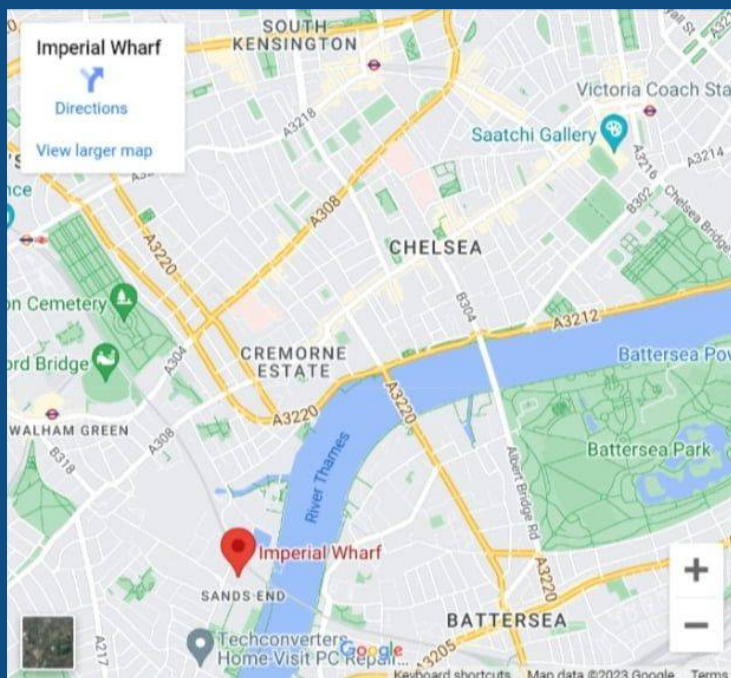 Imperial Wharf
Directions
View larger map
SOUTH
KENSINGTON
A3218
Victoria Coach Sta
Saatchi Gallery
A3216
A3214
B302
Chelsea Bridge
A308
A3220
CHELSEA
B304
A3212
on Cemetery
ord Bridge
A304
CREMORNE
ESTATE
Battersea Pow
A3220
A3220
WALHAM GREEN
A308
B318
River Thames
Albert Bridge Rd
Battersea Park
Imperial Wharf
SANDS END
A3220
BATTERSEA
A217
Techconverters
Home Visit PC Repair...
Google
A3205
Keyboard shortcuts
Map data ©2023 Google
Terms